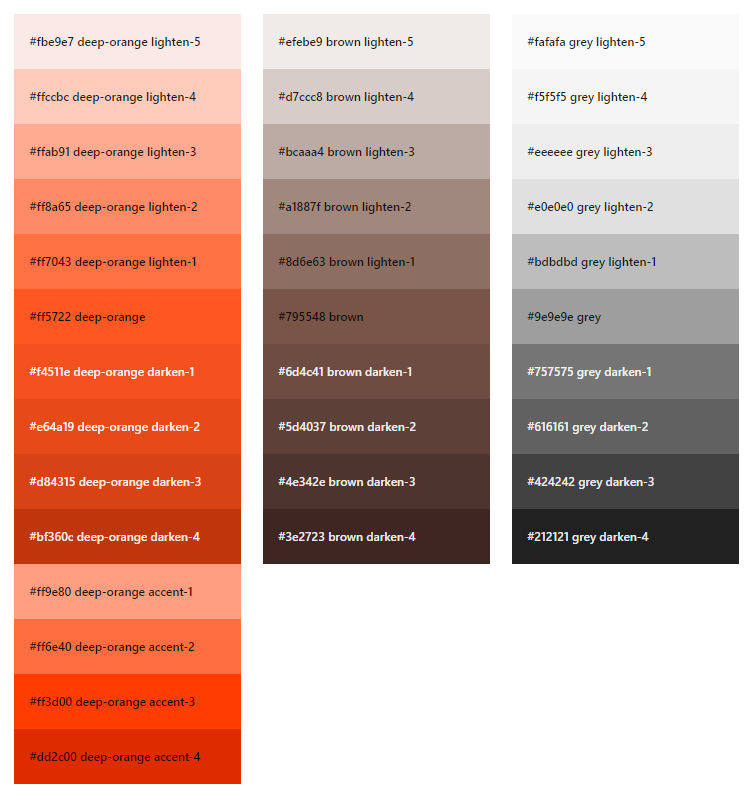 #fbe9e7 deep-orange lighten-5
#ffccbc deep-orange lighten-4
#ffab91 deep-orange lighten-3
#ff8a65 deep-orange lighten-2
#ff7043 deep-orange lighten-1
#ff5722 deep-orange
#f4511e deep-orange darken-1
#e64a19 deep-orange darken-2
#d84315 deep-orange darken-3
#bf360c deep-orange darken-4
#ff9e80 deep-orange accent-1
#ff6e40 deep-orange accent-2
#ff3d00 deep-orange accent-3
#dd2c00 deep-orange accent-4
#efebe9 brown lighten-5
#d7ccc8 brown lighten-4
#bcaaa4 brown lighten-3
#a1887f brown lighten-2
#8d6e63 brown lighten-1
#795548 brown
#6d4c41 brown darken-1
#5d4037 brown darken-2
#4e342e brown darken-3
#3e2723 brown darken-4
#fafafa grey lighten-5
#f5f5f5 grey lighten-4
#eeeeee grey lighten-3
#e0e0e0 grey lighten-2
#bdbdbd grey lighten-1
#9e9e9e grey
#757575 grey darken-1
#616161 grey darken-2
#424242 grey darken-3
#212121 grey darken-4